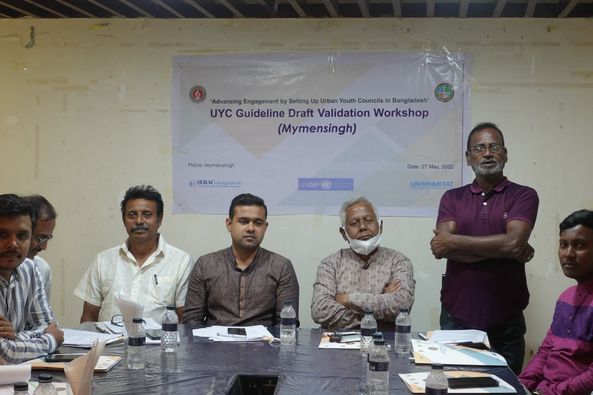 'Advancing Engagement by Setting Up Urban Youth Councils in Bangladesh'
UYC Guideline Draft Validation Workshop
(Mymensingh)
Place: Mymensingh
Date: 27 May, 2022
SERAC-Bangladesh
UNDEF
UN HABITAT